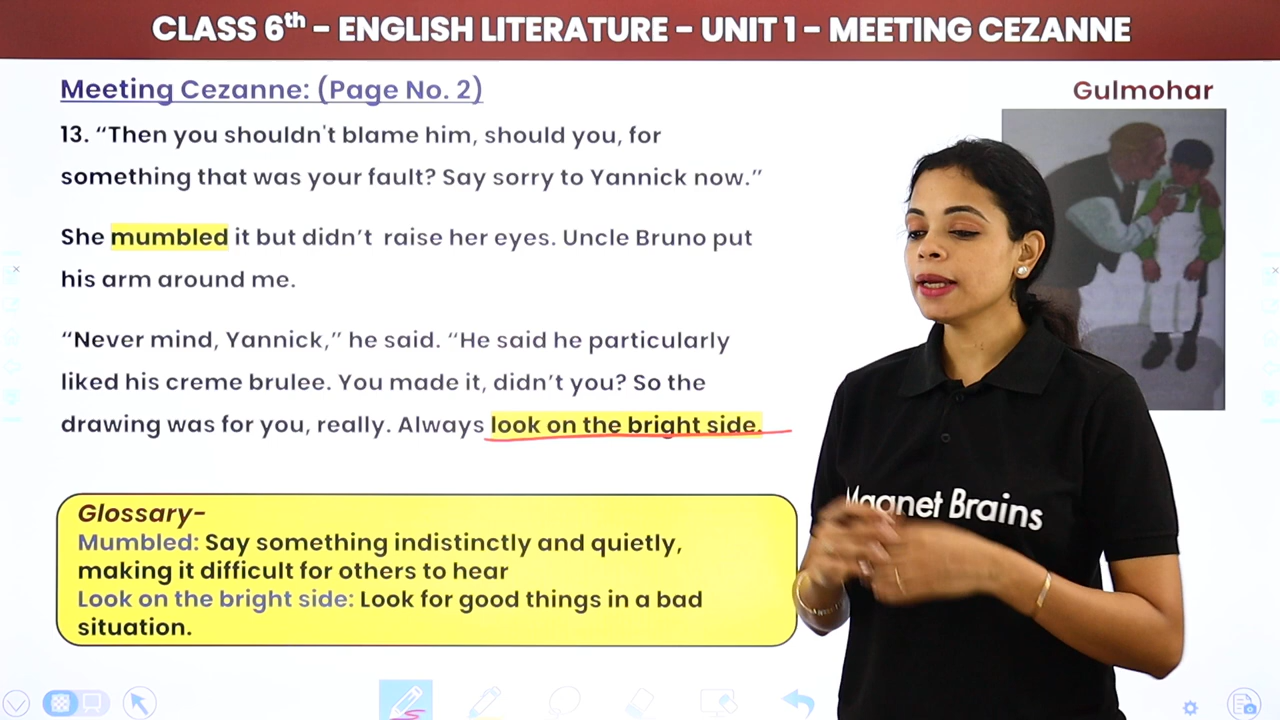 CLASS 6th – ENGLISH LITERATURE – UNIT 1 – MEETING CEZANNE
Meeting Cezanne: (Page No. 2)
Gulmohar
13. “Then you shouldn't blame him, should you, for
something that was your fault? Say sorry to Yannick now.”
She mumbled it but didn’t raise her eyes. Uncle Bruno put
his arm around me.
“Never mind, Yannick,” he said. “He said he particularly
liked his creme brulee. You made it, didn’t you? So the
drawing was for you, really. Always look on the bright side.
Glossary-
Mumbled: Say something indistinctly and quietly,
making it difficult for others to hear
Look on the bright side: Look for good things in a bad
situation.
Magnet Brains